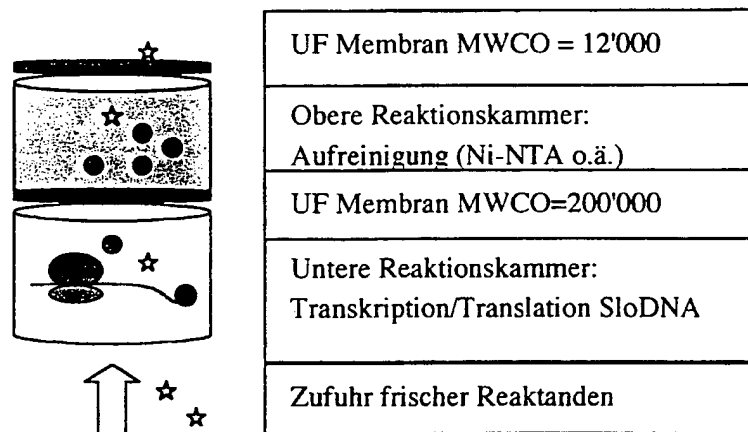 UF Membran MWCO = 12'000
Obere Reaktionskammer:
Aufreinigung (Ni-NTA o.ä.)
UF Membran MWCO=200'000
Untere Reaktionskammer:
Transkription/Translation SloDNA
Zufuhr frischer Reaktanden